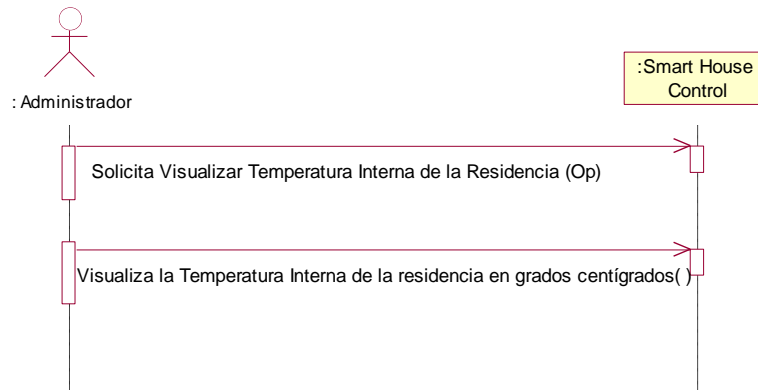 :Smart House
Control
: Administrador
Solicita Visualizar Temperatura Interna de la Residencia (Op)
Visualiza la Temperatura Interna de la residencia en grados centígrados( )